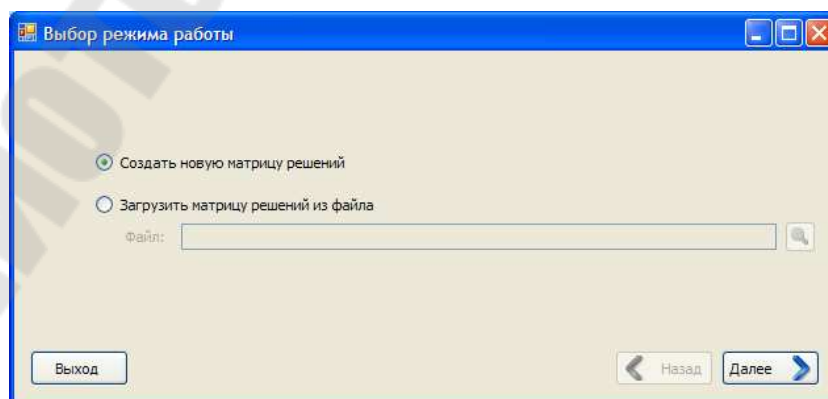 Выбор режима работы
Создать новую матрицу решений
Загрузить матрицу решений из файла
Файл:
Выход
Назад
Далее